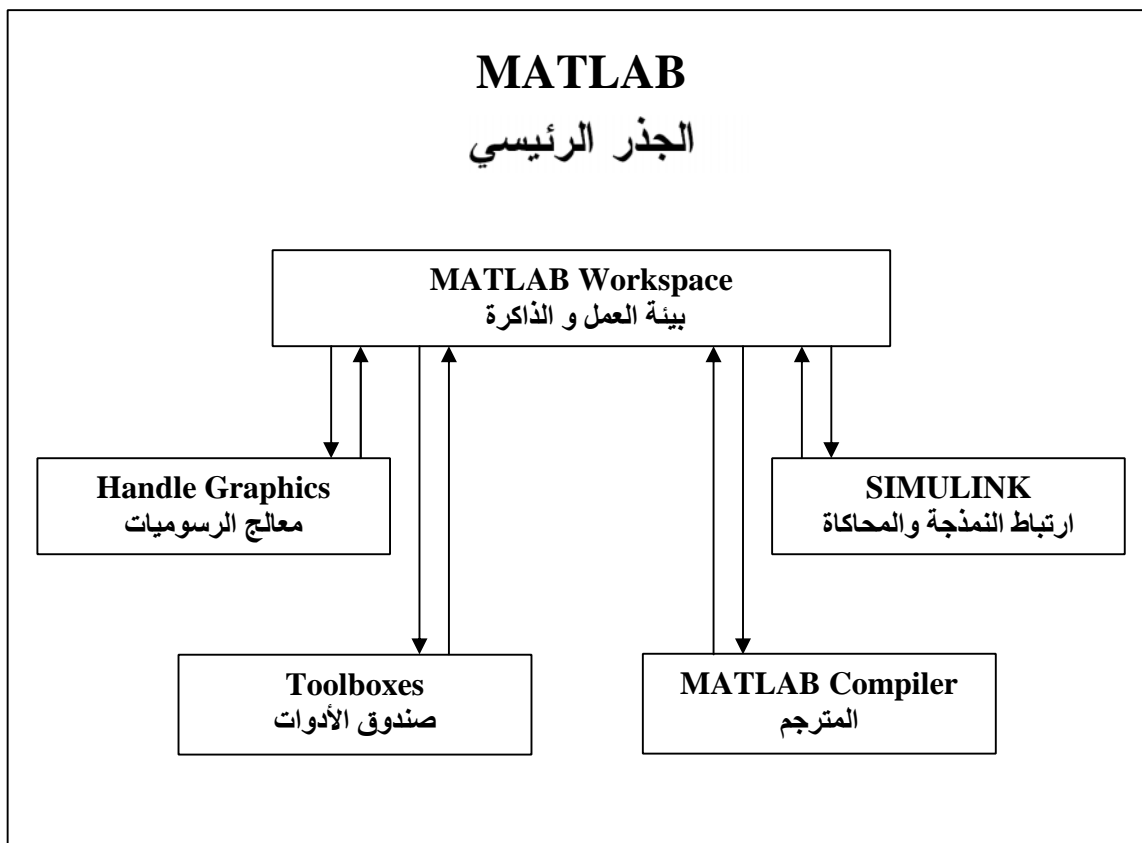 MATLAB
الجذر الرئيسي
MATLAB Workspace
بيئة العمل و الذاكرة
Handle Graphics
معالج الرسوميات
SIMULINK
ارتباط النمذجة والمحاكاة
Toolboxes
صندوق الأدوات
MATLAB Compiler
المترجم